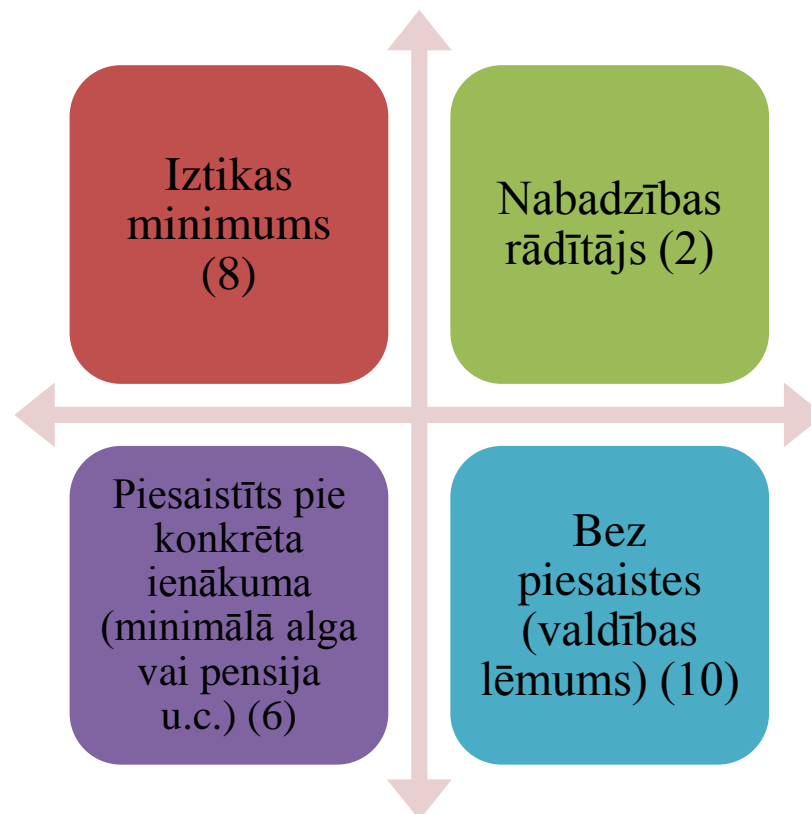 Iztikas
minimums
(8)
Nabadzības
rādītājs (2)
Piesaistīts pie
konkrēta
ienākuma
(minimālā alga
vai pensija
u.c.) (6)
Bez
piesaistes
(valdības
lēmums) (10)